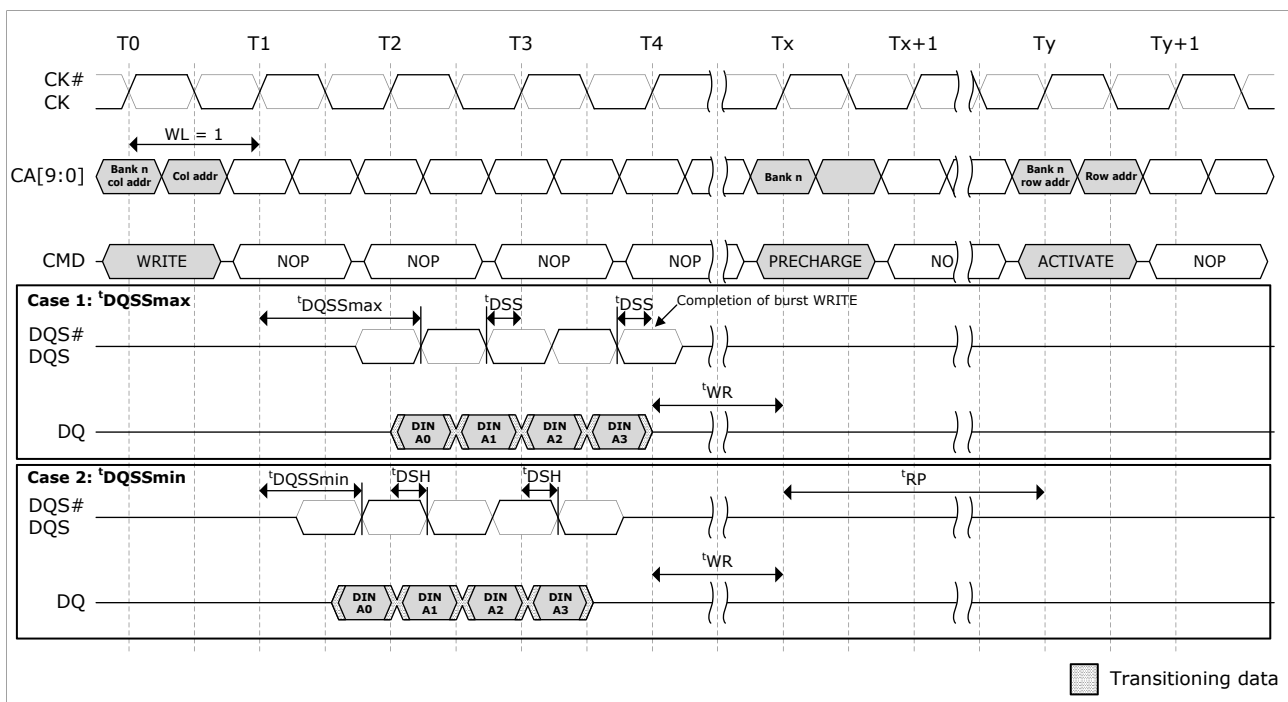 T0 T1 T2 T3 T4 Tx Tx+1 Ty Ty+1
CK#
CK
WL = 1
CA[9:0]
Bank n
col addr
Col addr
Bank n
Bank n
row addr
Row addr
CMD WRITE NOP NOP NOP NOP PRECHARGE NO ACTIVATE NOP
Case 1: tDQSSmax
tDQSSmax tDSS tDSS Completion of burst WRITE
DQS#
DQS
tWR
DQ
DIN
A0
DIN
A1
DIN
A2
DIN
A3
Case 2: tDQSSmin
tDQSSmin tDSH tDSH tRP
DQS#
DQS
tWR
DQ
DIN
A0
DIN
A1
DIN
A2
DIN
A3
Transitioning data